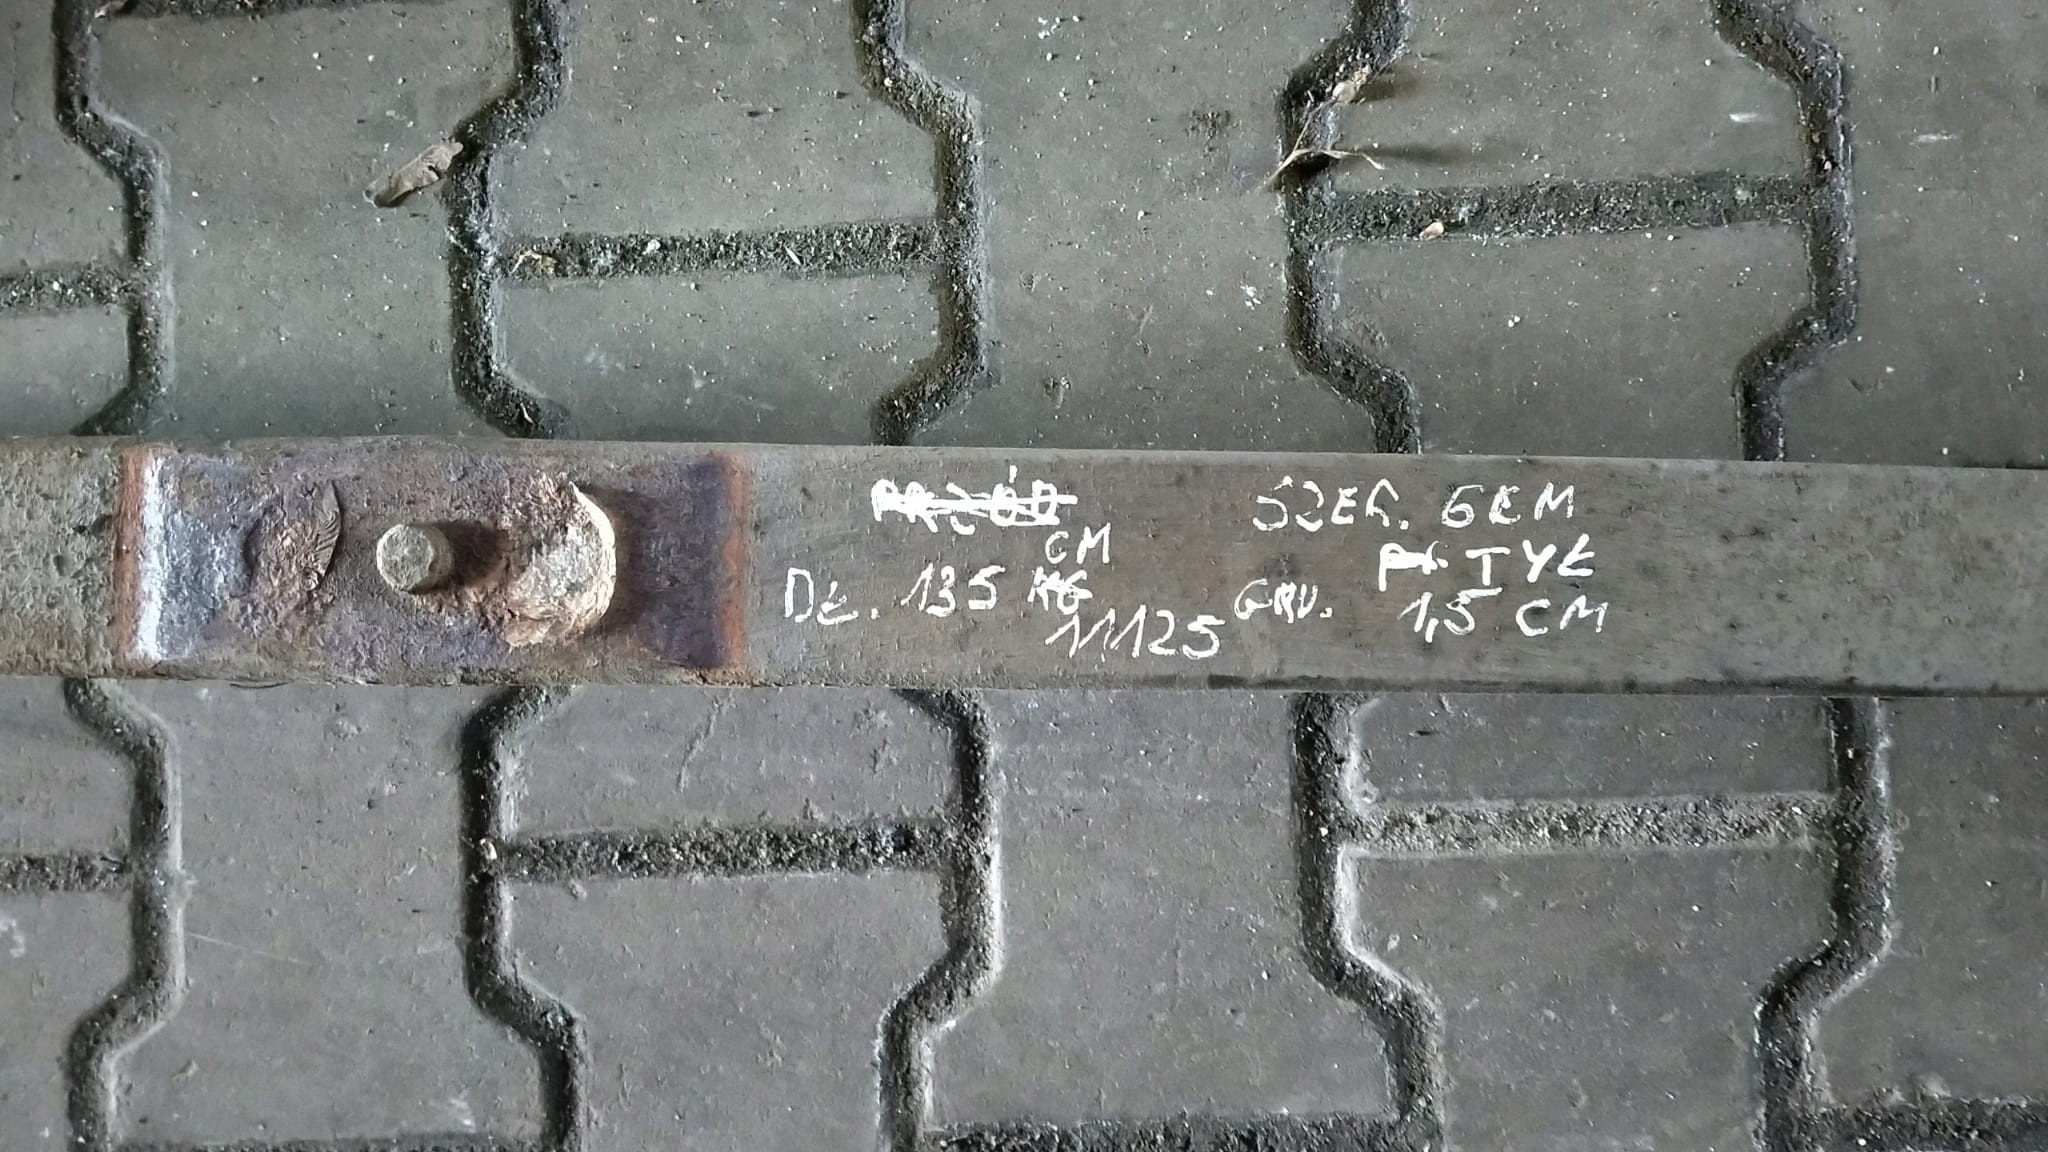 SZER. 6CM
CM
TYŁ
DŁ. 135
GRU. 1,5 CM
11125